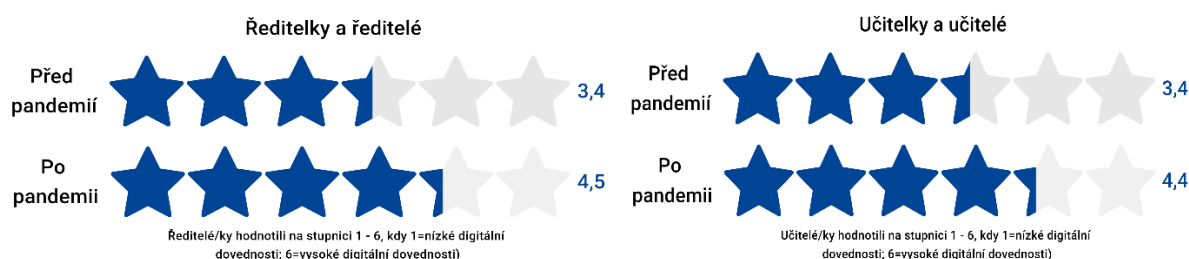 Ředitelky a ředitelé
Před
pandemií
3,4
Po
pandemii
4,5
Ředitelé/ky hodnotili na stupnici 1 - 6, kdy 1=nízké digitální
dovednosti; 6=vysoké digitální dovednosti)
Učitelky a učitelé
Před
pandemií
3,4
Po
pandemii
4,4
Učitelé/ky hodnotili na stupnici 1 - 6, kdy 1=nízké digitální
dovednosti; 6=vysoké digitální dovednosti)